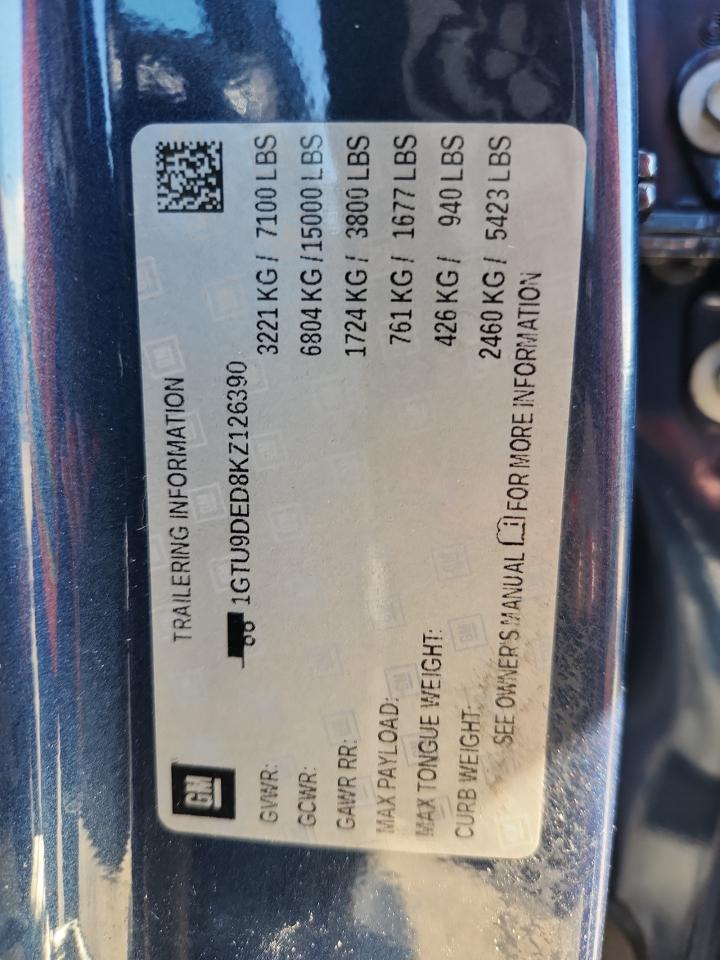 GM
TRAILERING INFORMATION
1GTU9DED8KZ126390
GVWR: 3221 KG / 7100 LBS
GCWR: 6804 KG /15000 LBS
GAWR RR: 1724 KG / 3800 LBS
MAX PAYLOAD: 761 KG / 1677 LBS
MAX TONGUE WEIGHT: 426 KG / 940 LBS
CURB WEIGHT: 2460 KG / 5423 LBS
SEE OWNER'S MANUAL FOR MORE INFORMATION